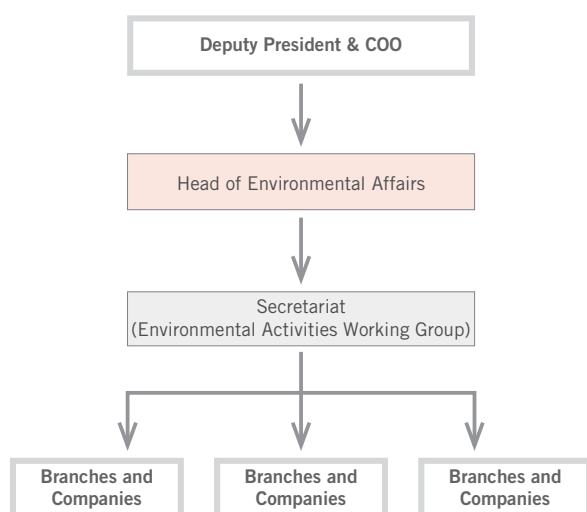 Deputy President & COO
Head of Environmental Affairs
Secretariat
(Environmental Activities Working Group)
Branches and
Companies
Branches and
Companies
Branches and
Companies